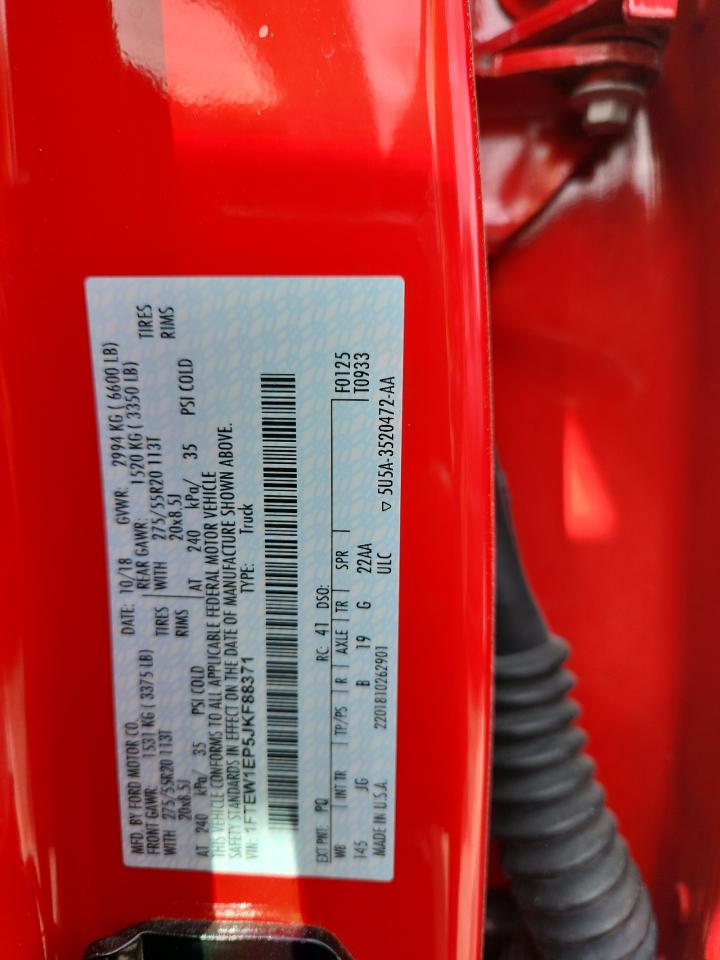 MFD. BY FORD MOTOR CO. DATE: 10/18 GVWR: 2994 KG ( 6600 LB)
FRONT GAWR: 1531 KG ( 3375 LB) REAR GAWR: 1520 KG ( 3350 LB)
WITH 275/55R20 113T TIRES WITH 275/55R20 113T TIRES
20x8.5J RIMS 20x8.5J RIMS
AT 240 kPa/ 35 PSI COLD AT 240 kPa/ 35 PSI COLD
THIS VEHICLE CONFORMS TO ALL APPLICABLE FEDERAL MOTOR VEHICLE
SAFETY STANDARDS IN EFFECT ON THE DATE OF MANUFACTURE SHOWN ABOVE.
VIN: 1FTEW1EP5JKF88371 TYPE: Truck
EXT PNT: PQ RC: 41 DSO: F0125
WB INT TR TP/PS R AXLE TR SPR T0933
145 JG B 19 G 22AA
MADE IN U.S.A. 2201810262901 ULC ▽ 5U5A-3520472-AA